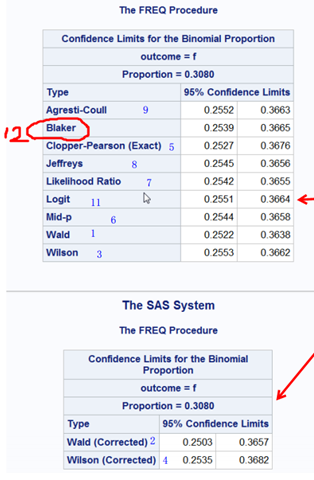 The FREQ Procedure
Confidence Limits for the Binomial Proportion
outcome = f
Proportion = 0.3080
Type 95% Confidence Limits
Agresti-Coull 9 0.2552 0.3663
12 Blaker 0.2539 0.3665
Clopper-Pearson (Exact) 5 0.2527 0.3676
Jeffreys 8 0.2545 0.3656
Likelihood Ratio 7 0.2542 0.3655
Logit 11 0.2551 0.3664
Mid-p 6 0.2544 0.3658
Wald 1 0.2522 0.3638
Wilson 3 0.2553 0.3662
The SAS System
The FREQ Procedure
Confidence Limits for the Binomial
Proportion
outcome = f
Proportion = 0.3080
Type 95% Confidence Limits
Wald (Corrected) 2 0.2503 0.3657
Wilson (Corrected) 4 0.2535 0.3682